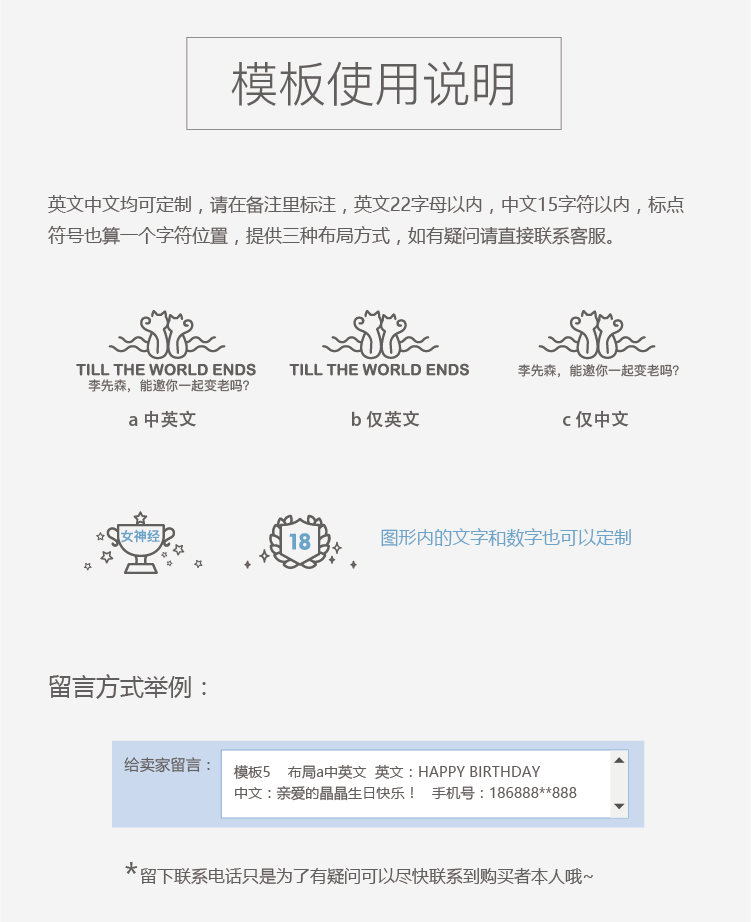 模板使用说明
英文中文均可定制，请在备注里标注，英文22字母以内，中文15字符以内，标点
符号也算一个字符位置，提供三种布局方式，如有疑问请直接联系客服。
TILL THE WORLD ENDS
李先森，能邀你一起变老吗?
a 中英文
TILL THE WORLD ENDS
b 仅英文
李先森，能邀你一起变老吗?
c 仅中文
女神经
18
图形内的文字和数字也可以定制
留言方式举例：
给卖家留言：
模板5 布局a中英文 英文：HAPPY BIRTHDAY
中文：亲爱的晶晶生日快乐！ 手机号：186888**888
*留下联系电话只是为了有疑问可以尽快联系到购买者本人哦~